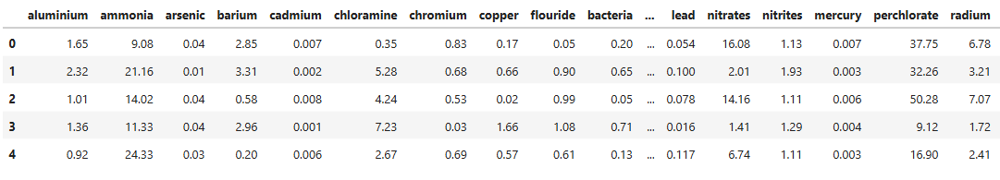 aluminium ammonia arsenic barium cadmium chloramine chromium copper flouride bacteria ... lead nitrates nitrites mercury perchlorate radium
0 1.65 9.08 0.04 2.85 0.007 0.35 0.83 0.17 0.05 0.20 ... 0.054 16.08 1.13 0.007 37.75 6.78
1 2.32 21.16 0.01 3.31 0.002 5.28 0.68 0.66 0.90 0.65 ... 0.100 2.01 1.93 0.003 32.26 3.21
2 1.01 14.02 0.04 0.58 0.008 4.24 0.53 0.02 0.99 0.05 ... 0.078 14.16 1.11 0.006 50.28 7.07
3 1.36 11.33 0.04 2.96 0.001 7.23 0.03 1.66 1.08 0.71 ... 0.016 1.41 1.29 0.004 9.12 1.72
4 0.92 24.33 0.03 0.20 0.006 2.67 0.69 0.57 0.61 0.13 ... 0.117 6.74 1.11 0.003 16.90 2.41